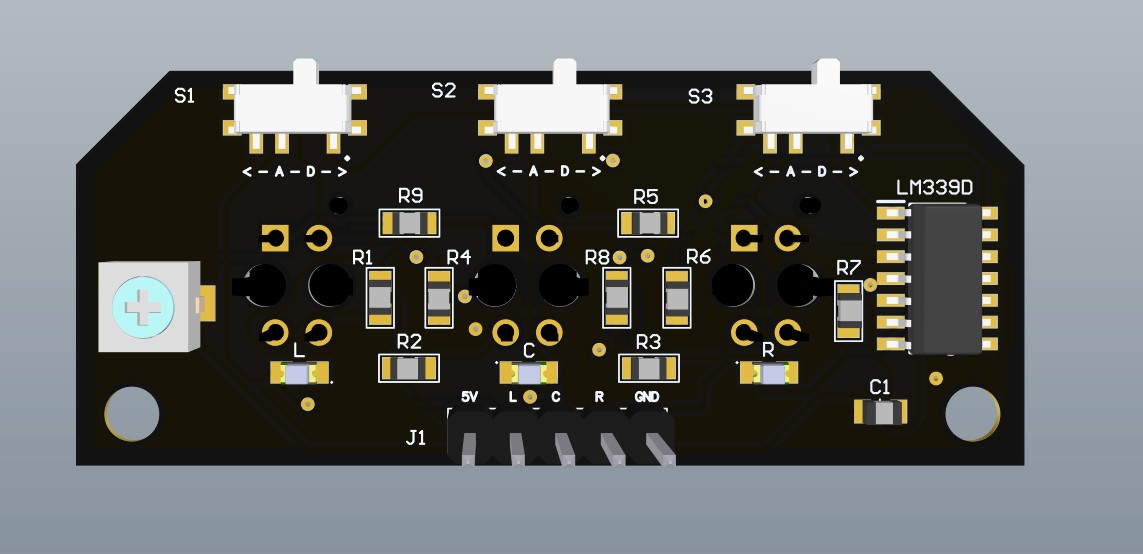 S1
S2
S3
< - A - D - >
< - A - D - >
< - A - D - >
LM339D
R9
R5
R1
R4
R8
R6
R7
L
R2
C
R3
R
C1
5V L C R GND
J1